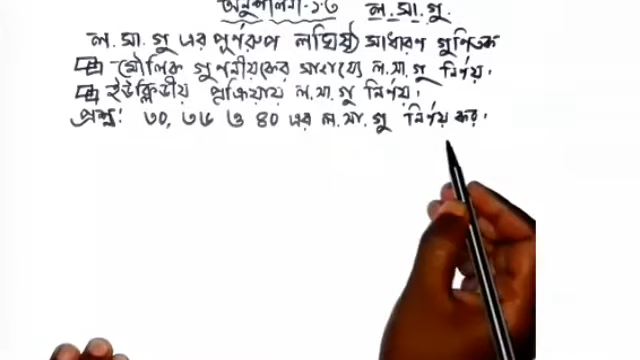 অনুশীলনী-১.৩ ল.সা.গু.
ল.সা.গু এর পূর্ণরুপ লঘিষ্ঠ সাধারণ গুণিতক
মৌলিক গুণনীয়কের সাহায্যে ল.সা.গু নির্ণয়।
ইউক্লিডীয় প্রক্রিয়ায় ল.সা.গু নির্ণয়।
প্রশ্ন: ৩০, ৩৬ ও ৪০ এর ল.সা.গু নির্ণয় কর।